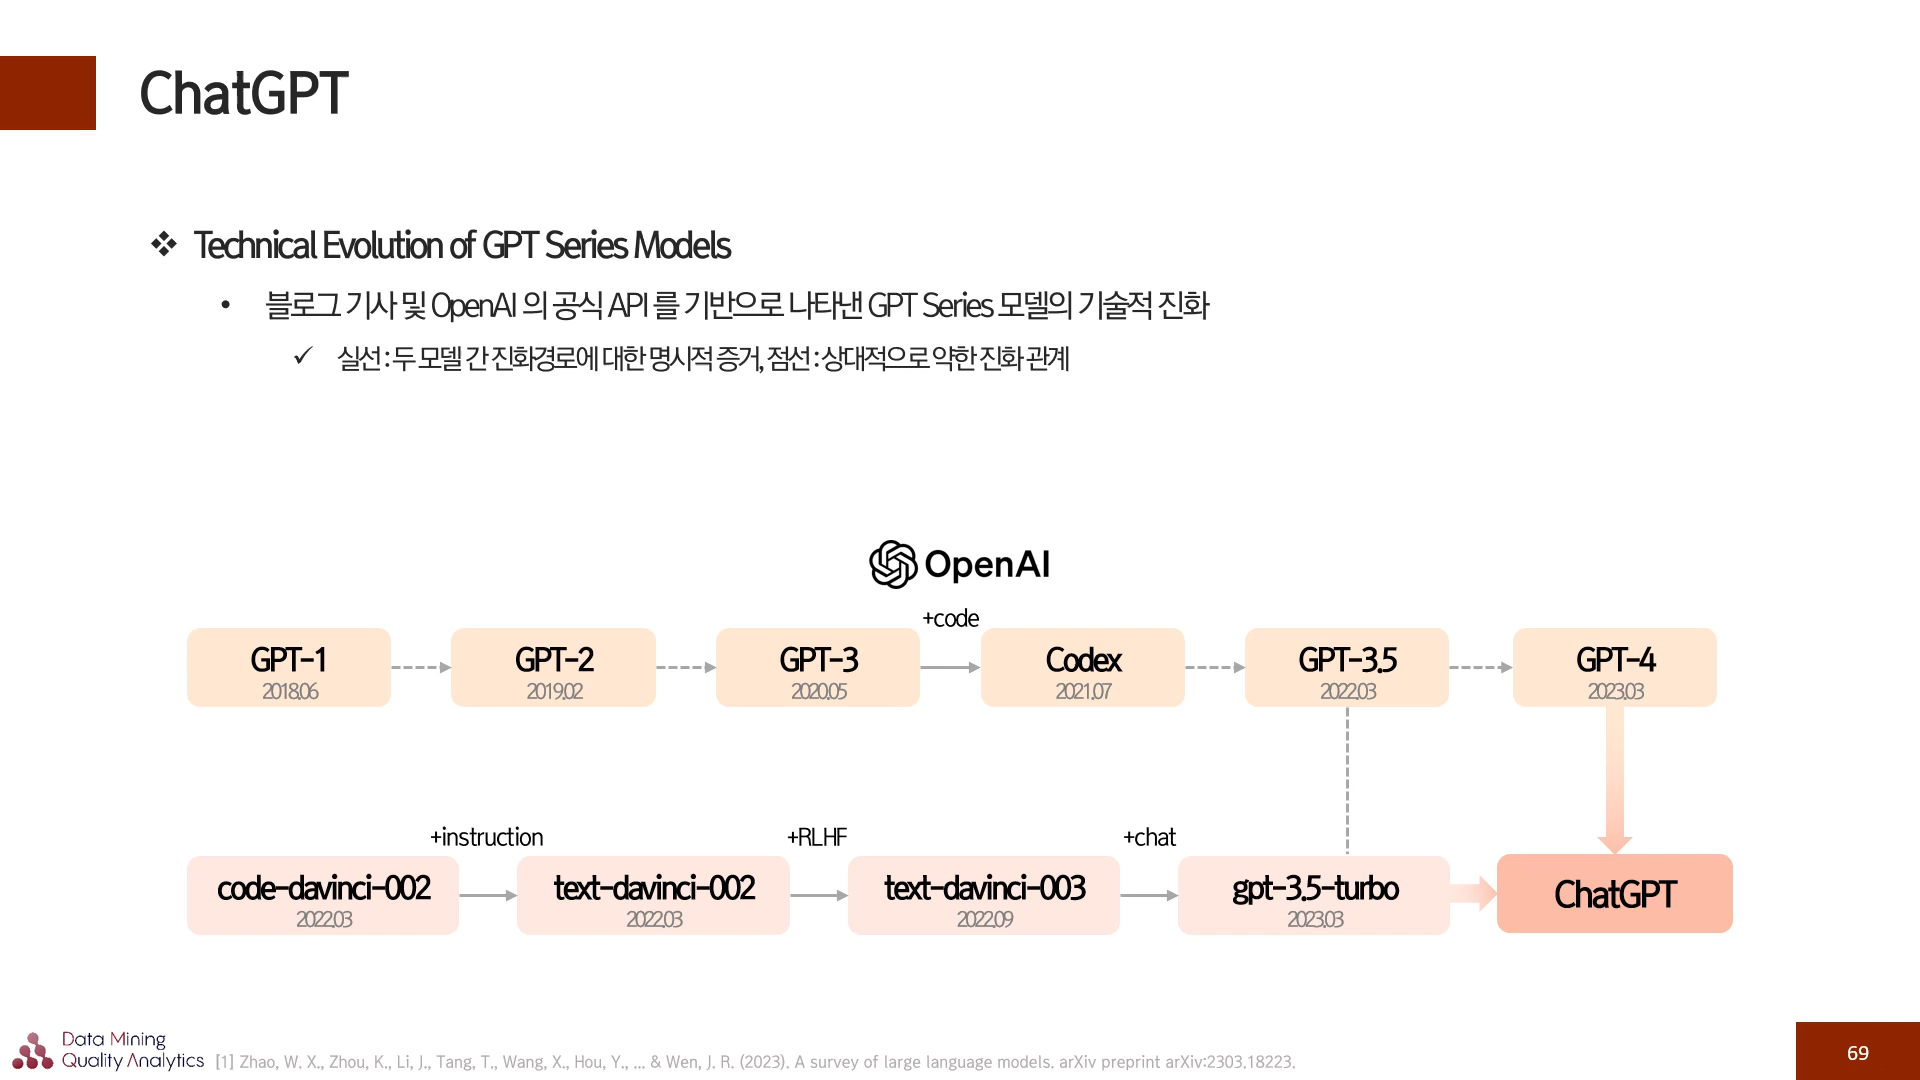 ChatGPT
❖ Technical Evolution of GPT Series Models
• 블로그 기사 및 OpenAI 의 공식 API 를 기반으로 나타낸 GPT Series 모델의 기술적 진화
✓ 실선 : 두 모델 간 진화경로에 대한 명시적 증거, 점선 : 상대적으로 약한 진화 관계
OpenAI
+code
GPT-1
2018.06
GPT-2
2019.02
GPT-3
2020.05
Codex
2021.07
GPT-3.5
2022.03
GPT-4
2023.03
+instruction
+RLHF
+chat
code-davinci-002
2022.03
text-davinci-002
2022.03
text-davinci-003
2022.09
gpt-3.5-turbo
2023.03
ChatGPT
Data Mining
Quality Analytics
[1] Zhao, W. X., Zhou, K., Li, J., Tang, T., Wang, X., Hou, Y., ... & Wen, J. R. (2023). A survey of large language models. arXiv preprint arXiv:2303.18223.
69